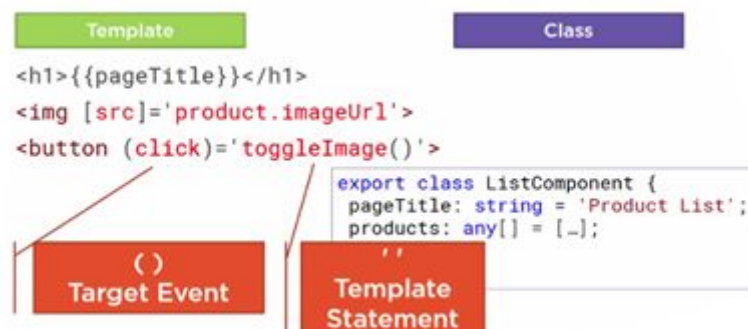 Template
Class
<h1>{{pageTitle}}</h1>
<img [src]='product.imageUrl'>
<button (click)='toggleImage()'>
export class ListComponent {
pageTitle: string = 'Product List';
products: any[] = […];
( )
Target Event
' '
Template
Statement